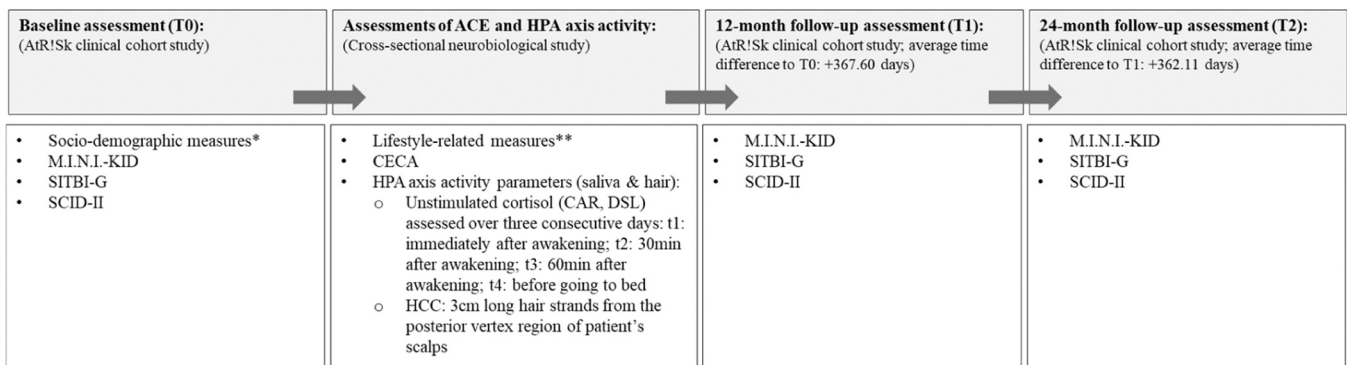 Baseline assessment (T0):
(AtR!Sk clinical cohort study)
Assessments of ACE and HPA axis activity:
(Cross-sectional neurobiological study)
12-month follow-up assessment (T1):
(AtR!Sk clinical cohort study; average time
difference to T0: +367.60 days)
24-month follow-up assessment (T2):
(AtR!Sk clinical cohort study; average time
difference to T1: +362.11 days)
• Socio-demographic measures*
• M.I.N.I.-KID
• SITBI-G
• SCID-II
• Lifestyle-related measures**
• CECA
• HPA axis activity parameters (saliva & hair):
o Unstimulated cortisol (CAR, DSL)
assessed over three consecutive days: t1:
immediately after awakening; t2: 30min
after awakening; t3: 60min after
awakening; t4: before going to bed
o HCC: 3cm long hair strands from the
posterior vertex region of patient's
scalps
• M.I.N.I.-KID
• SITBI-G
• SCID-II
• M.I.N.I.-KID
• SITBI-G
• SCID-II